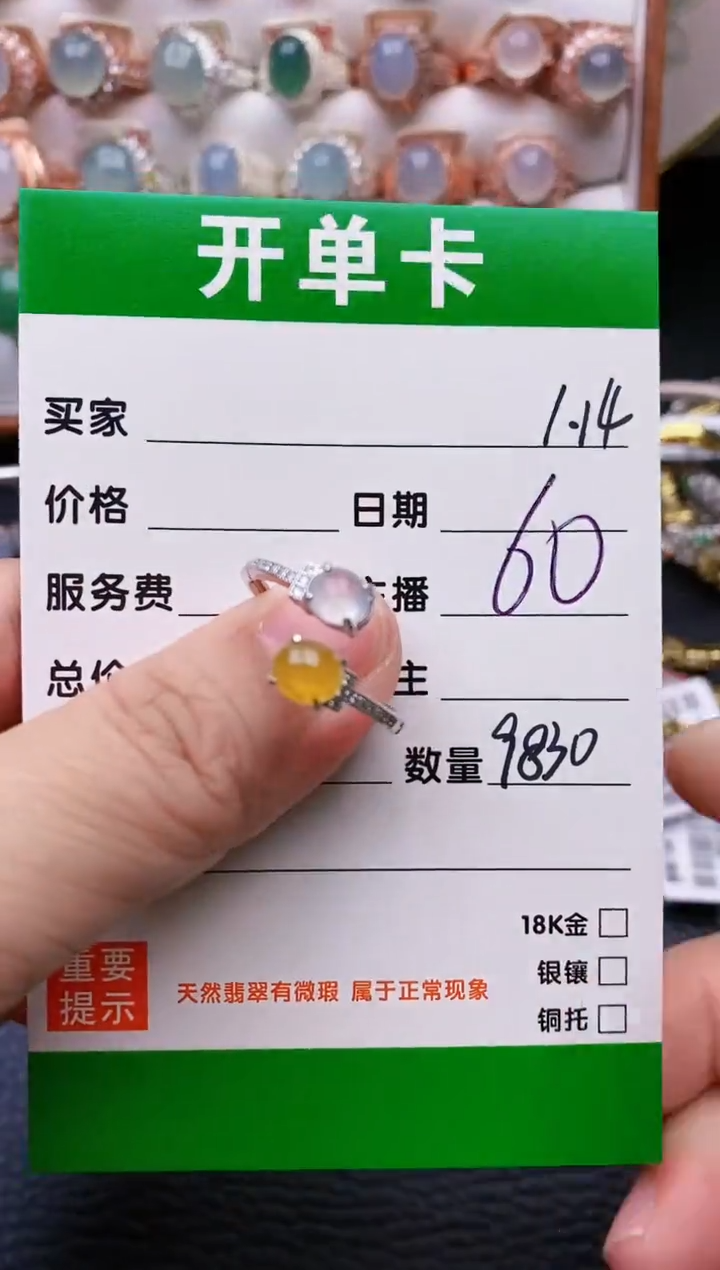 开单卡
买家 1.14
价格 日期
60
服务费 播
总 主
数量 9830
18K金
重要
提示
天然翡翠有微瑕 属于正常现象
银镶
铜托